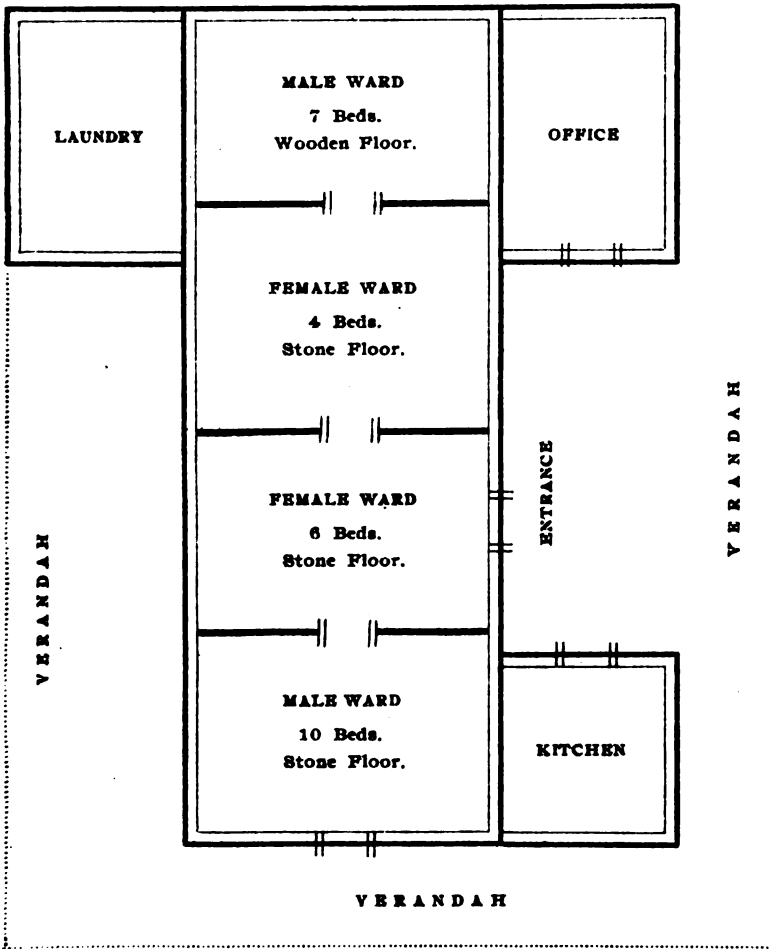 MALE WARD
7 Beds.
Wooden Floor.
LAUNDRY
OFFICE
FEMALE WARD
4 Beds.
Stone Floor.
VERANDAH
ENTRANCE
FEMALE WARD
6 Beds.
Stone Floor.
VERANDAH
MALE WARD
10 Beds.
Stone Floor.
KITCHEN
VERANDAH